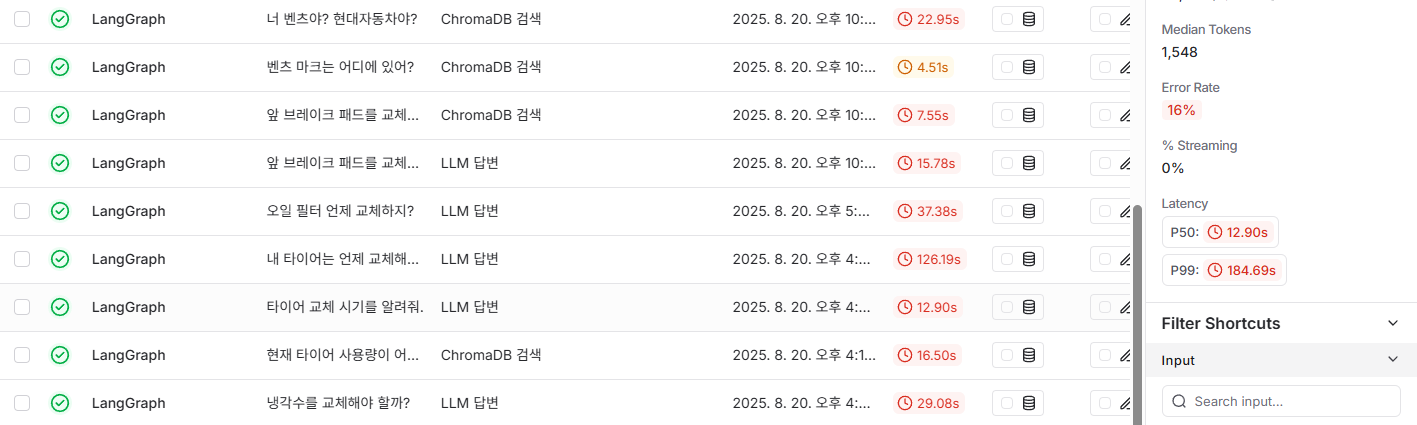 LangGraph 너 벤츠야? 현대자동차야? ChromaDB 검색 2025. 8. 20. 오후 10:... 22.95s
LangGraph 벤츠 마크는 어디에 있어? ChromaDB 검색 2025. 8. 20. 오후 10:... 4.51s
LangGraph 앞 브레이크 패드를 교체... ChromaDB 검색 2025. 8. 20. 오후 10:... 7.55s
LangGraph 앞 브레이크 패드를 교체... LLM 답변 2025. 8. 20. 오후 10:... 15.78s
LangGraph 오일 필터 언제 교체하지? LLM 답변 2025. 8. 20. 오후 5:... 37.38s
LangGraph 내 타이어는 언제 교체해... LLM 답변 2025. 8. 20. 오후 4:... 126.19s
LangGraph 타이어 교체 시기를 알려줘. LLM 답변 2025. 8. 20. 오후 4:... 12.90s
LangGraph 현재 타이어 사용량이 어... ChromaDB 검색 2025. 8. 20. 오후 4:1... 16.50s
LangGraph 냉각수를 교체해야 할까? LLM 답변 2025. 8. 20. 오후 4:... 29.08s
Median Tokens
1,548
Error Rate
16%
% Streaming
0%
Latency
P50: 12.90s
P99: 184.69s
Filter Shortcuts
Input
Search input...